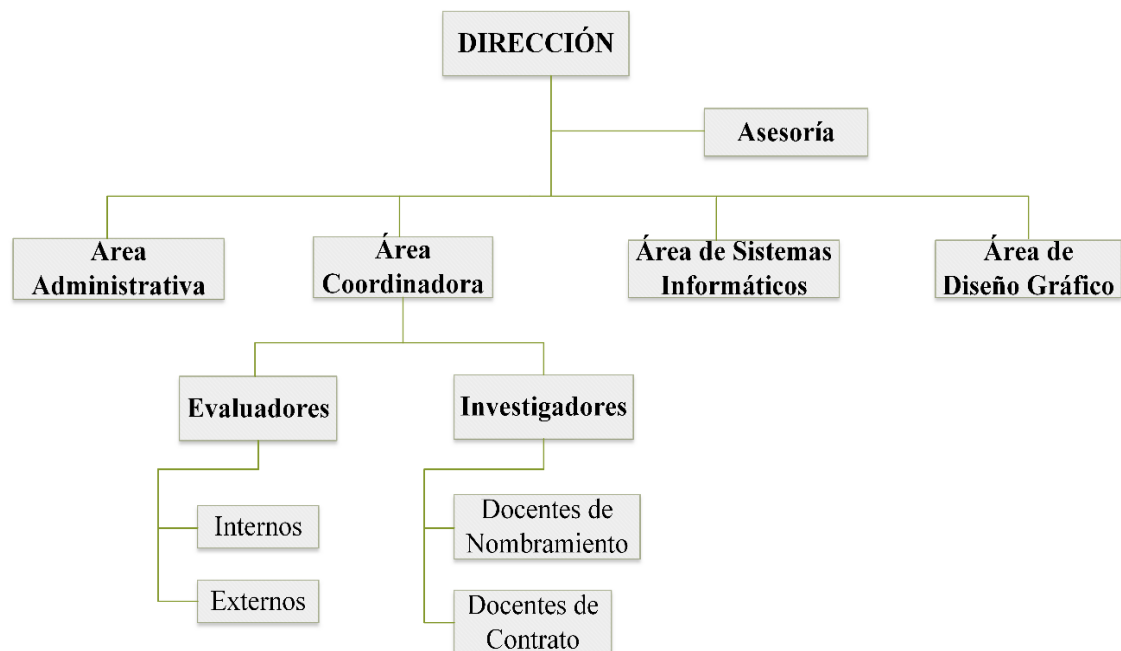 DIRECCIÓN
Asesoría
Area
Administrativa
Área
Coordinadora
Área de Sistemas
Informáticos
Área de
Diseño Gráfico
Evaluadores
Investigadores
Internos
Externos
Docentes de
Nombramiento
Docentes de
Contrato